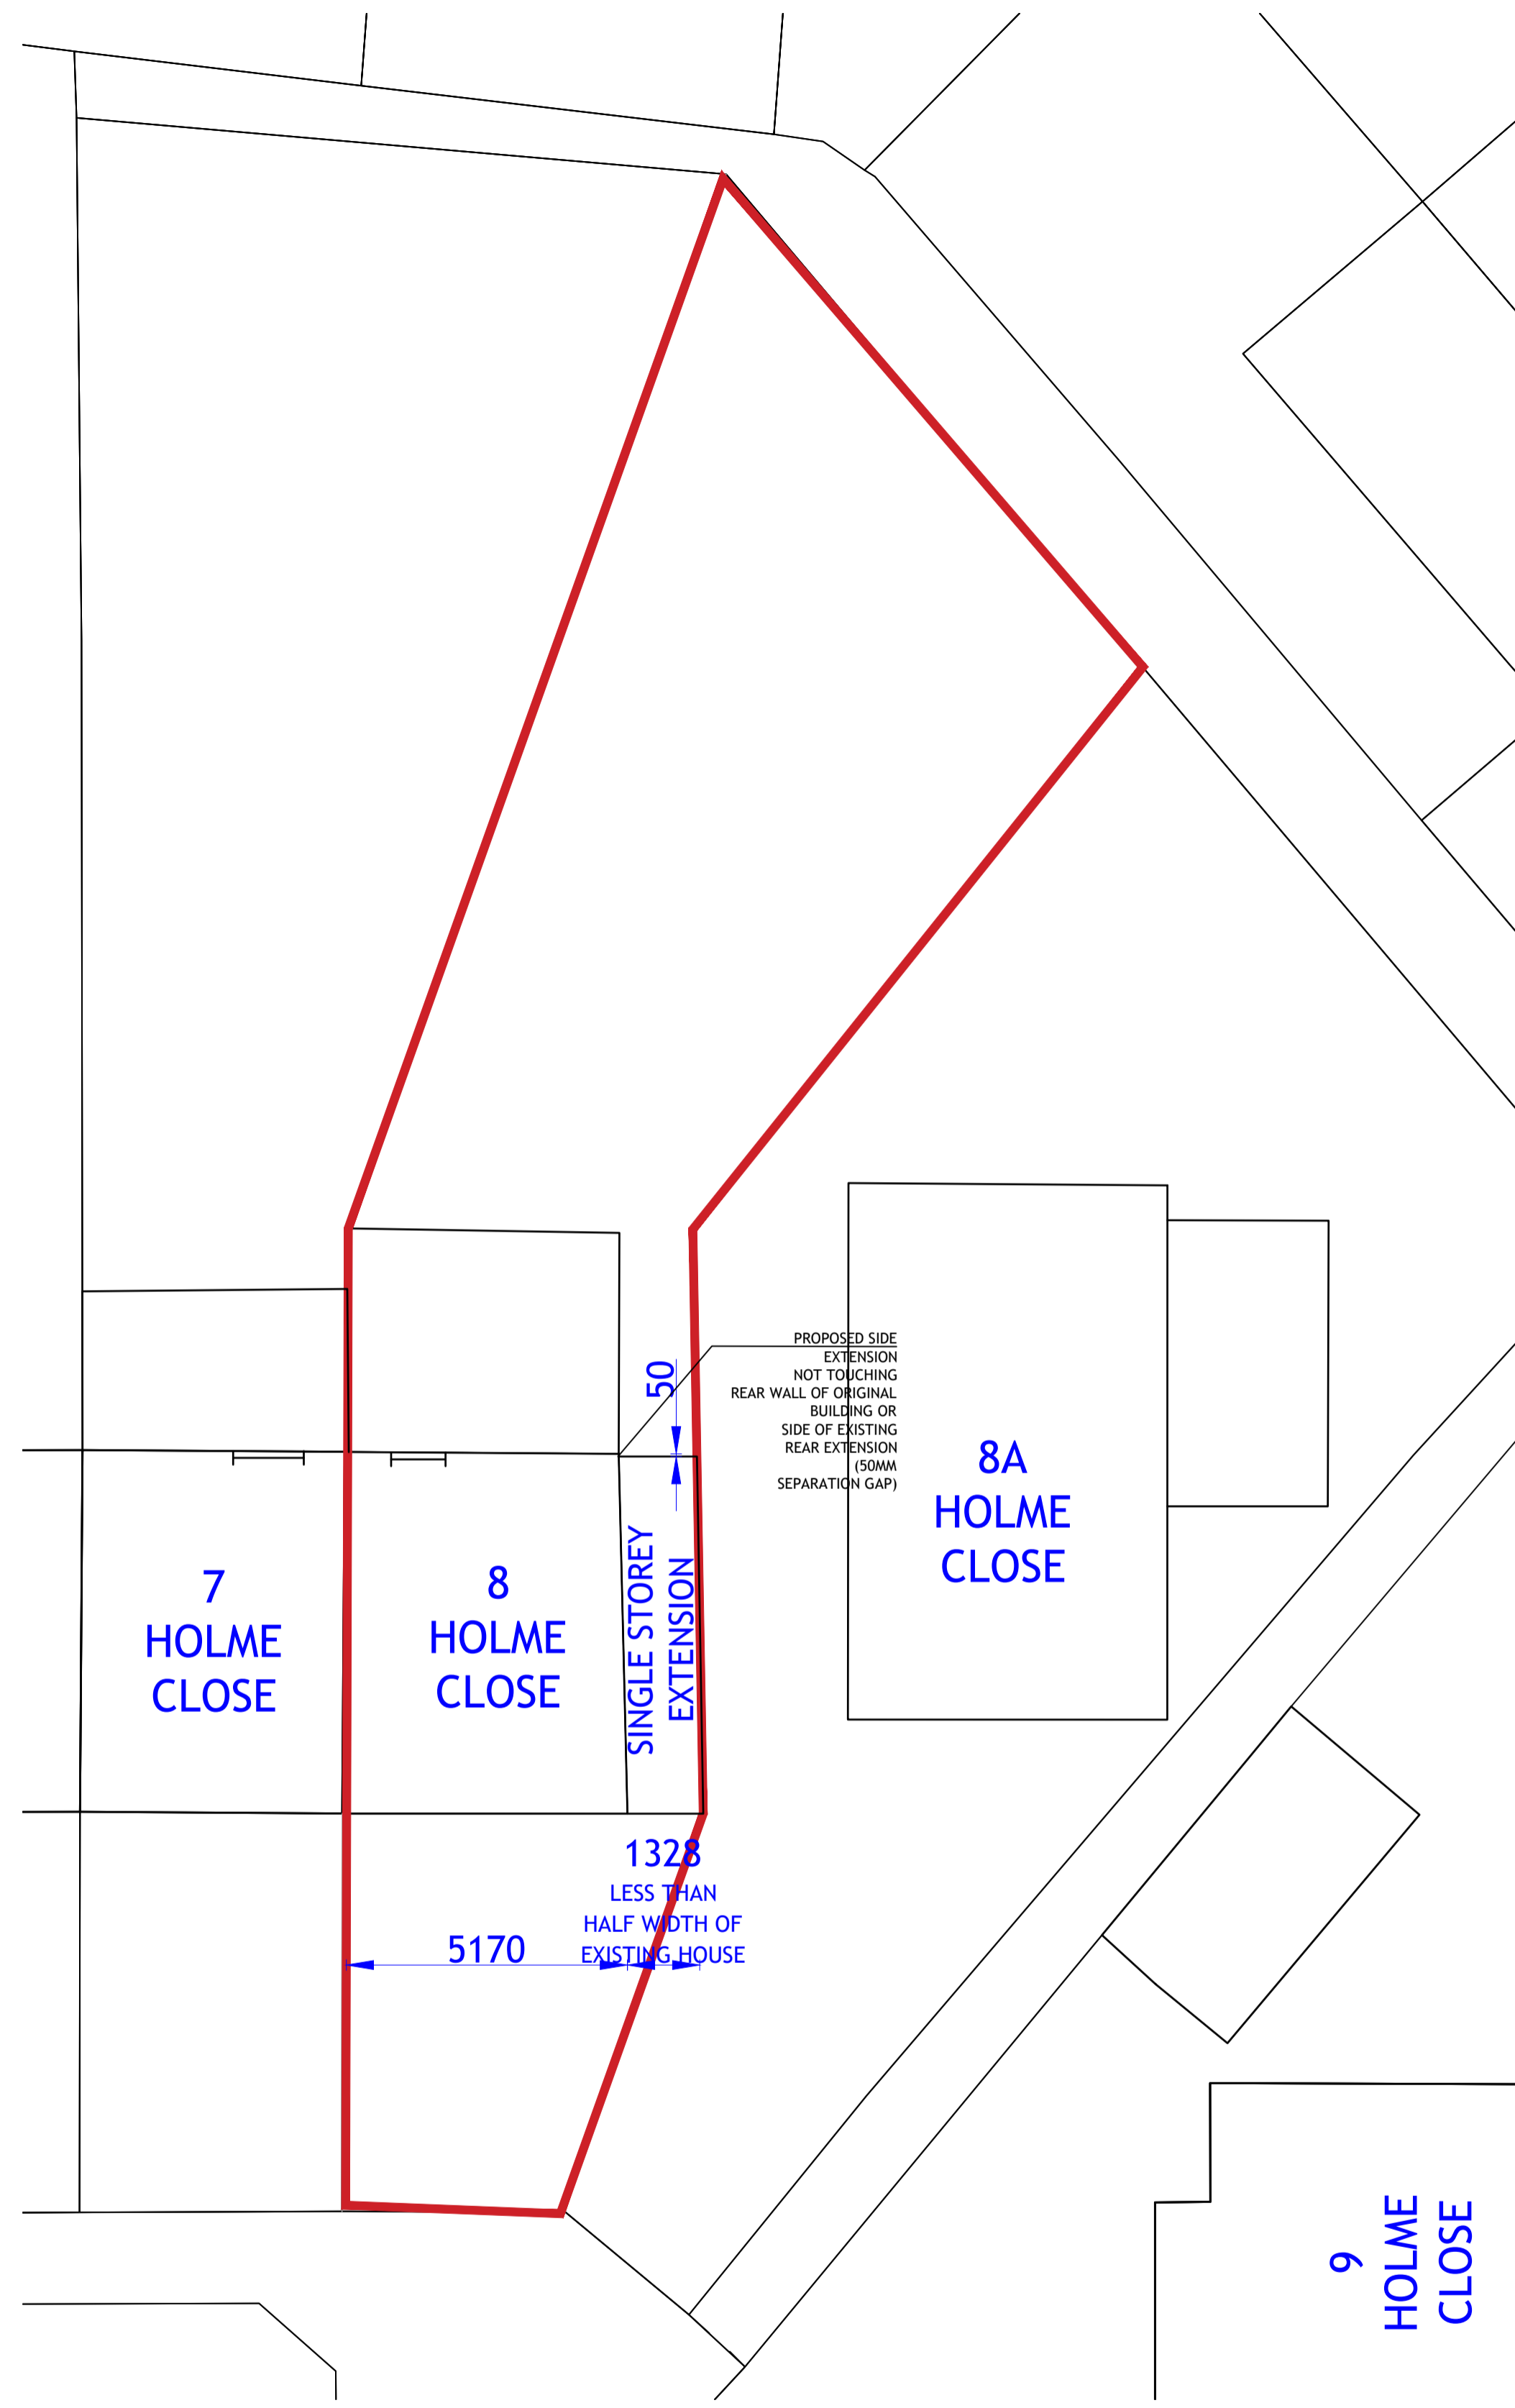 50
PROPOSED SIDE
EXTENSION
NOT TOUCHING
REAR WALL OF ORIGINAL
BUILDING OR
SIDE OF EXISTING
REAR EXTENSION
(50MM
SEPARATION GAP)
8A
HOLME
CLOSE
7
HOLME
CLOSE
8
HOLME
CLOSE
SINGLE STOREY
EXTENSION
1328
LESS THAN
HALF WIDTH OF
EXISTING HOUSE
5170
9
HOLME
CLOSE